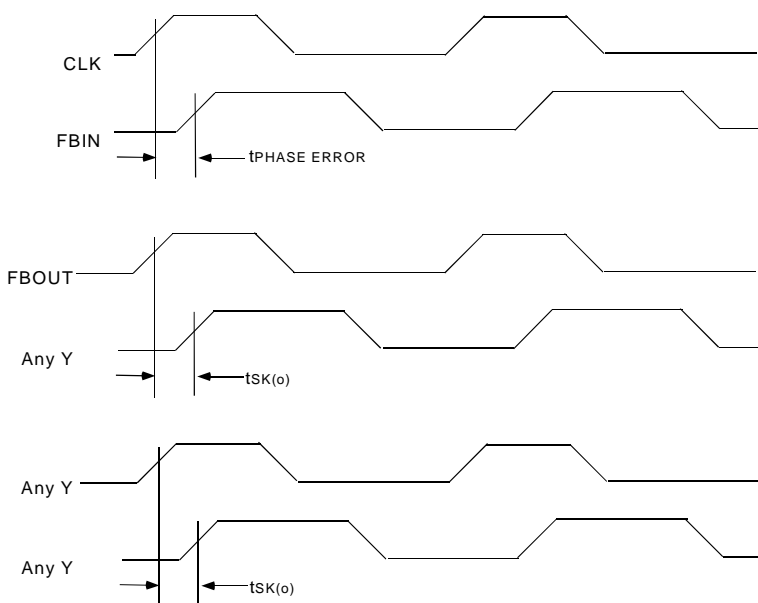 CLK
FBIN
tPHASE ERROR
FBOUT
Any Y
tSK(o)
Any Y
Any Y
tSK(o)